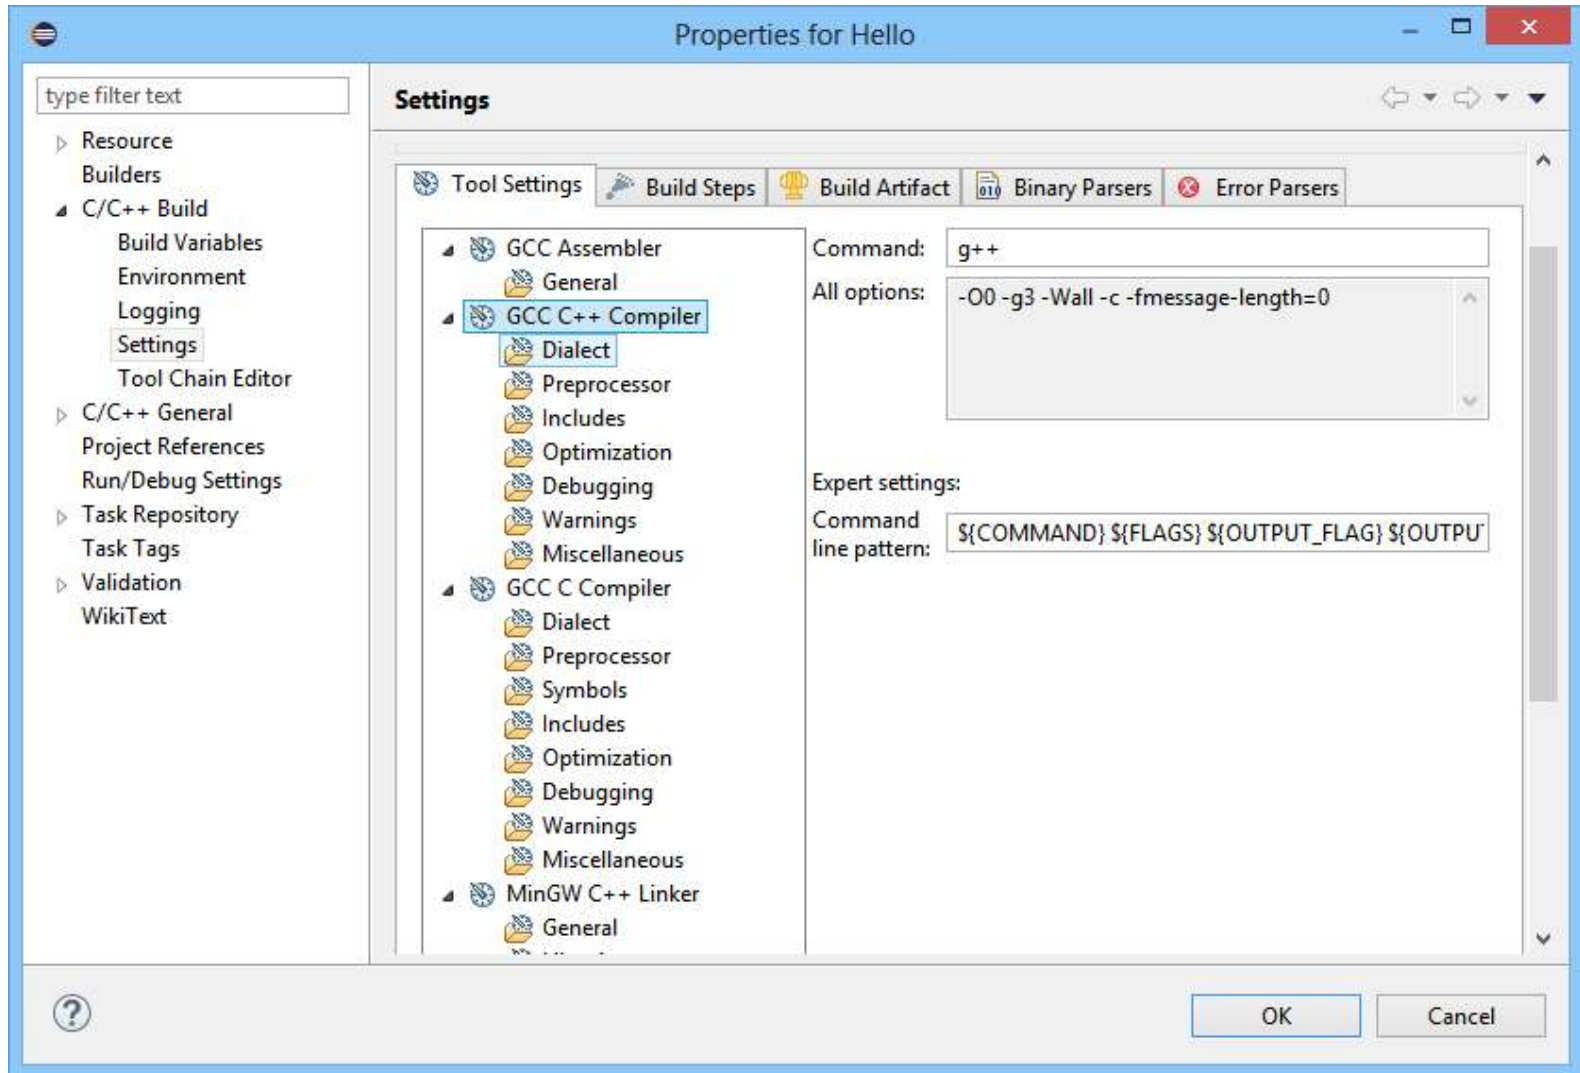 Properties for Hello
type filter text
Resource
Builders
C/C++ Build
Build Variables
Environment
Logging
Settings
Tool Chain Editor
C/C++ General
Project References
Run/Debug Settings
Task Repository
Task Tags
Validation
WikiText
Settings
Tool Settings
Build Steps
Build Artifact
Binary Parsers
Error Parsers
GCC Assembler
General
GCC C++ Compiler
Dialect
Preprocessor
Includes
Optimization
Debugging
Warnings
Miscellaneous
GCC C Compiler
Dialect
Preprocessor
Symbols
Includes
Optimization
Debugging
Warnings
Miscellaneous
MinGW C++ Linker
General
Command: g++
All options: -O0 -g3 -Wall -c -fmessage-length=0
Expert settings:
Command
line pattern:
${COMMAND} ${FLAGS} ${OUTPUT_FLAG} ${OUTPU
OK
Cancel